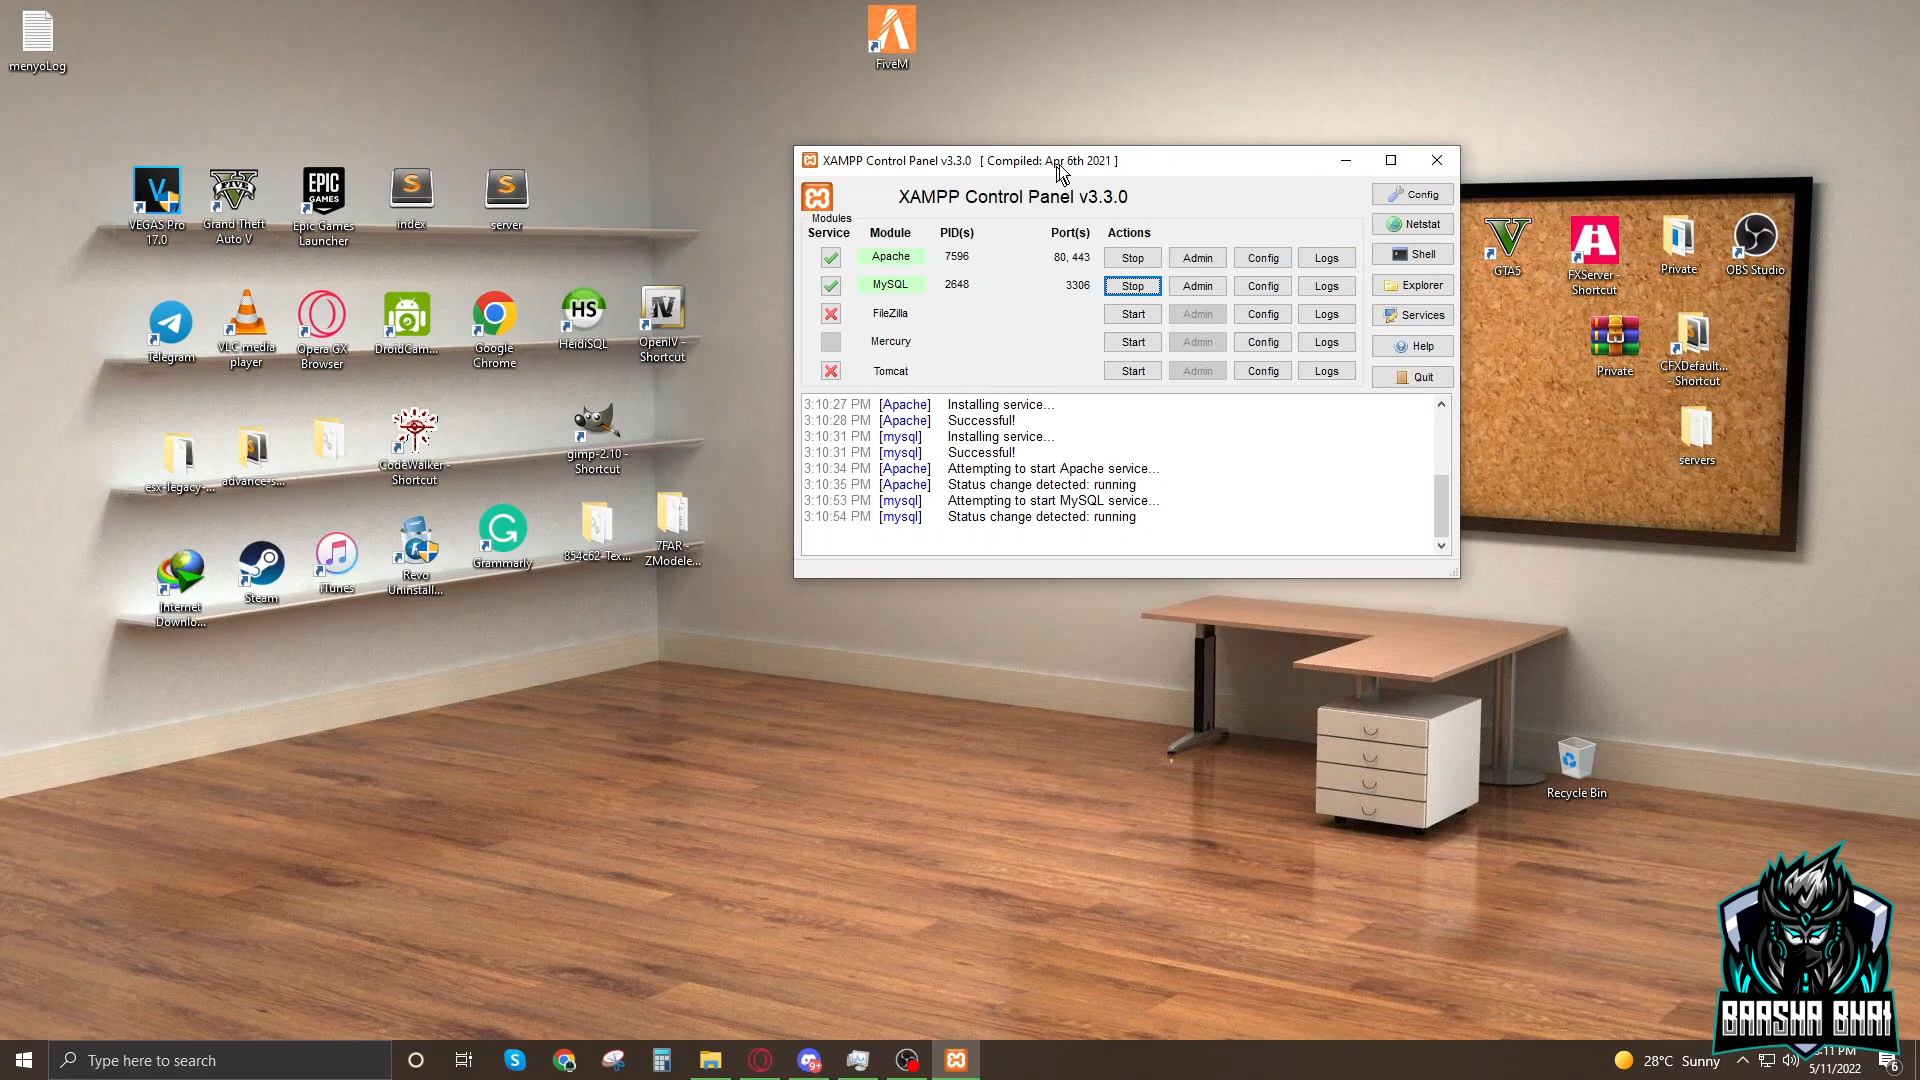 menyoLog
FiveM
VEGAS Pro
17.0
Grand Theft
Auto V
EPIC
GAMES
Epic Games
Launcher
index
server
Telegram
VLC media
player
Opera GX
Browser
DroidCam...
Google
Chrome
HS
HeidiSQL
IV
OpenIV -
Shortcut
esx-legacy-...
advance-s...
CodeWalker -
Shortcut
gimp-2.10 -
Shortcut
Internet
Downlo...
Steam
iTunes
Revo
Uninstall...
Grammarly
854c62-Tex...
7FAR -
ZModele...
XAMPP Control Panel v3.3.0 [ Compiled: Apr 6th 2021 ]
XAMPP Control Panel v3.3.0
Config
Modules
Service Module PID(s) Port(s) Actions
Netstat
Apache 7596 80, 443 Stop Admin Config Logs
Shell
MySQL 2648 3306 Stop Admin Config Logs
Explorer
FileZilla Start Admin Config Logs
Services
Mercury Start Admin Config Logs
Help
Tomcat Start Admin Config Logs
Quit
3:10:27 PM [Apache] Installing service...
3:10:28 PM [Apache] Successful!
3:10:31 PM [mysql] Installing service...
3:10:31 PM [mysql] Successful!
3:10:34 PM [Apache] Attempting to start Apache service...
3:10:35 PM [Apache] Status change detected: running
3:10:53 PM [mysql] Attempting to start MySQL service...
3:10:54 PM [mysql] Status change detected: running
GTA5
FXServer -
Shortcut
Private
OBS Studio
Private
CFXDefault...
- Shortcut
servers
Recycle Bin
BAASHA BHAI
Type here to search
9+
28°C Sunny
:11 PM
5/11/2022
6